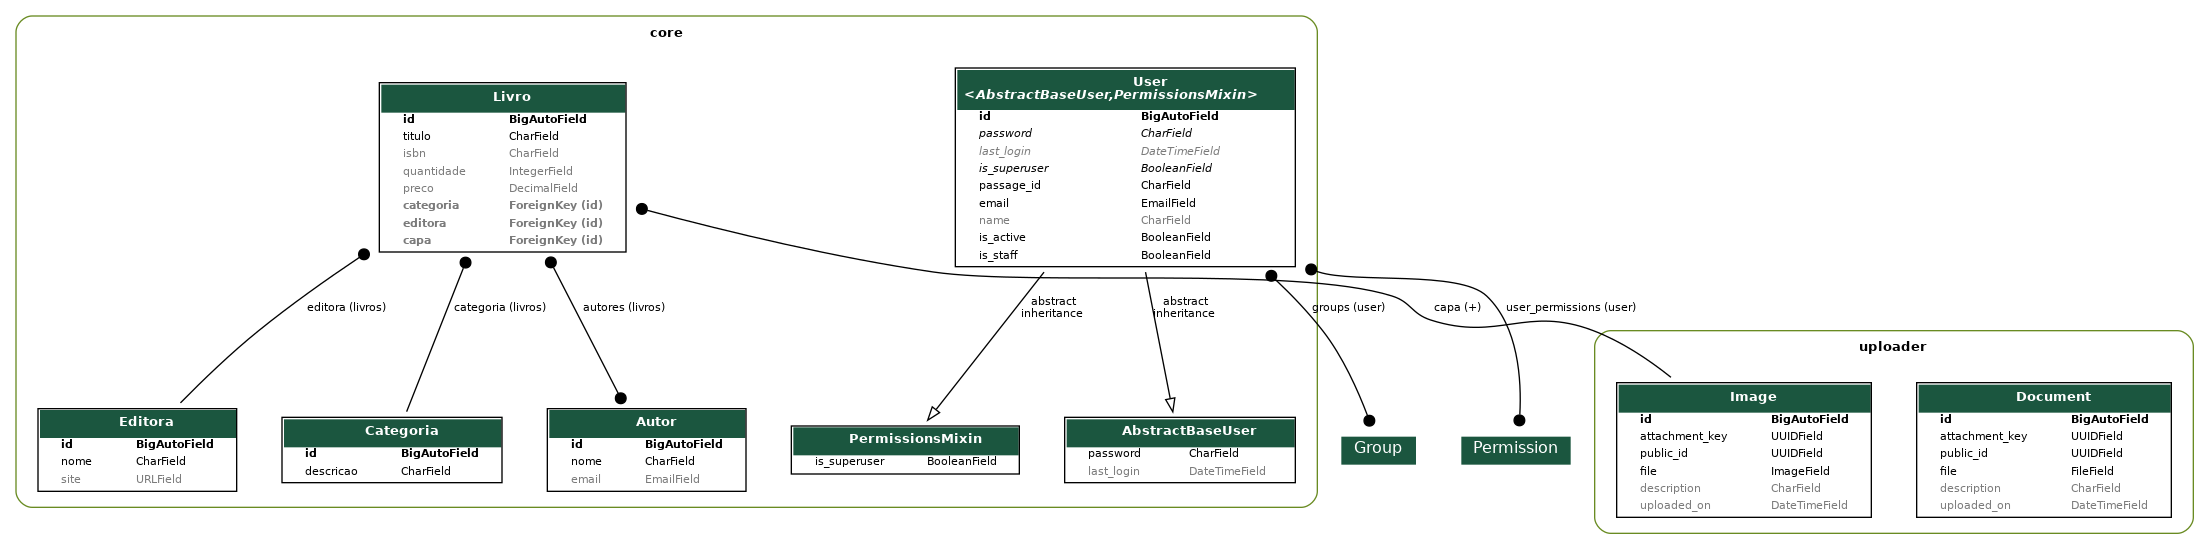 core
Livro
id BigAutoField
titulo CharField
isbn CharField
quantidade IntegerField
preco DecimalField
categoria ForeignKey (id)
editora ForeignKey (id)
capa ForeignKey (id)
User
<AbstractBaseUser,PermissionsMixin>
id BigAutoField
password CharField
last_login DateTimeField
is_superuser BooleanField
passage_id CharField
email EmailField
name CharField
is_active BooleanField
is_staff BooleanField
editora (livros)
categoria (livros)
autores (livros)
abstract
inheritance
abstract
inheritance
groups (user)
capa (+)
user_permissions (user)
Editora
id BigAutoField
nome CharField
site URLField
Categoria
id BigAutoField
descricao CharField
Autor
id BigAutoField
nome CharField
email EmailField
PermissionsMixin
is_superuser BooleanField
AbstractBaseUser
password CharField
last_login DateTimeField
Group
Permission
uploader
Image
id BigAutoField
attachment_key UUIDField
public_id UUIDField
file ImageField
description CharField
uploaded_on DateTimeField
Document
id BigAutoField
attachment_key UUIDField
public_id UUIDField
file FileField
description CharField
uploaded_on DateTimeField